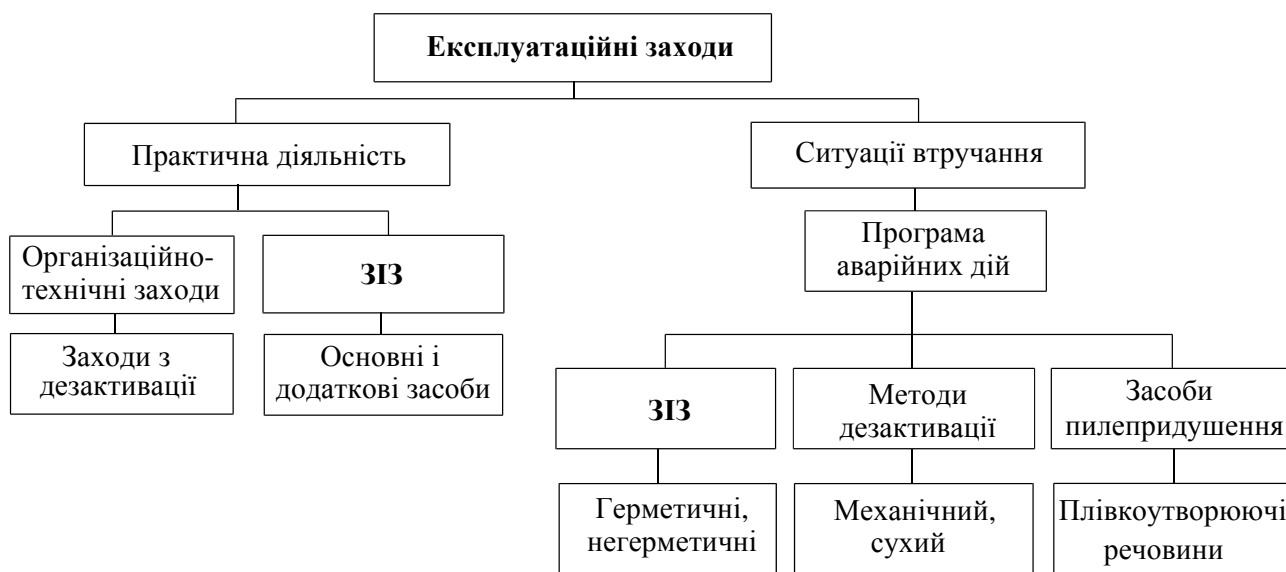 Експлуатаційні заходи
Практична діяльність
Ситуації втручання
Організаційно-
технічні заходи
ЗІЗ
Програма
аварійних дій
Заходи з
дезактивації
Основні і
додаткові засоби
ЗІЗ
Методи
дезактивації
Засоби
пилепридушення
Герметичні,
негерметичні
Механічний,
сухий
Плівкоутворюючі
речовини